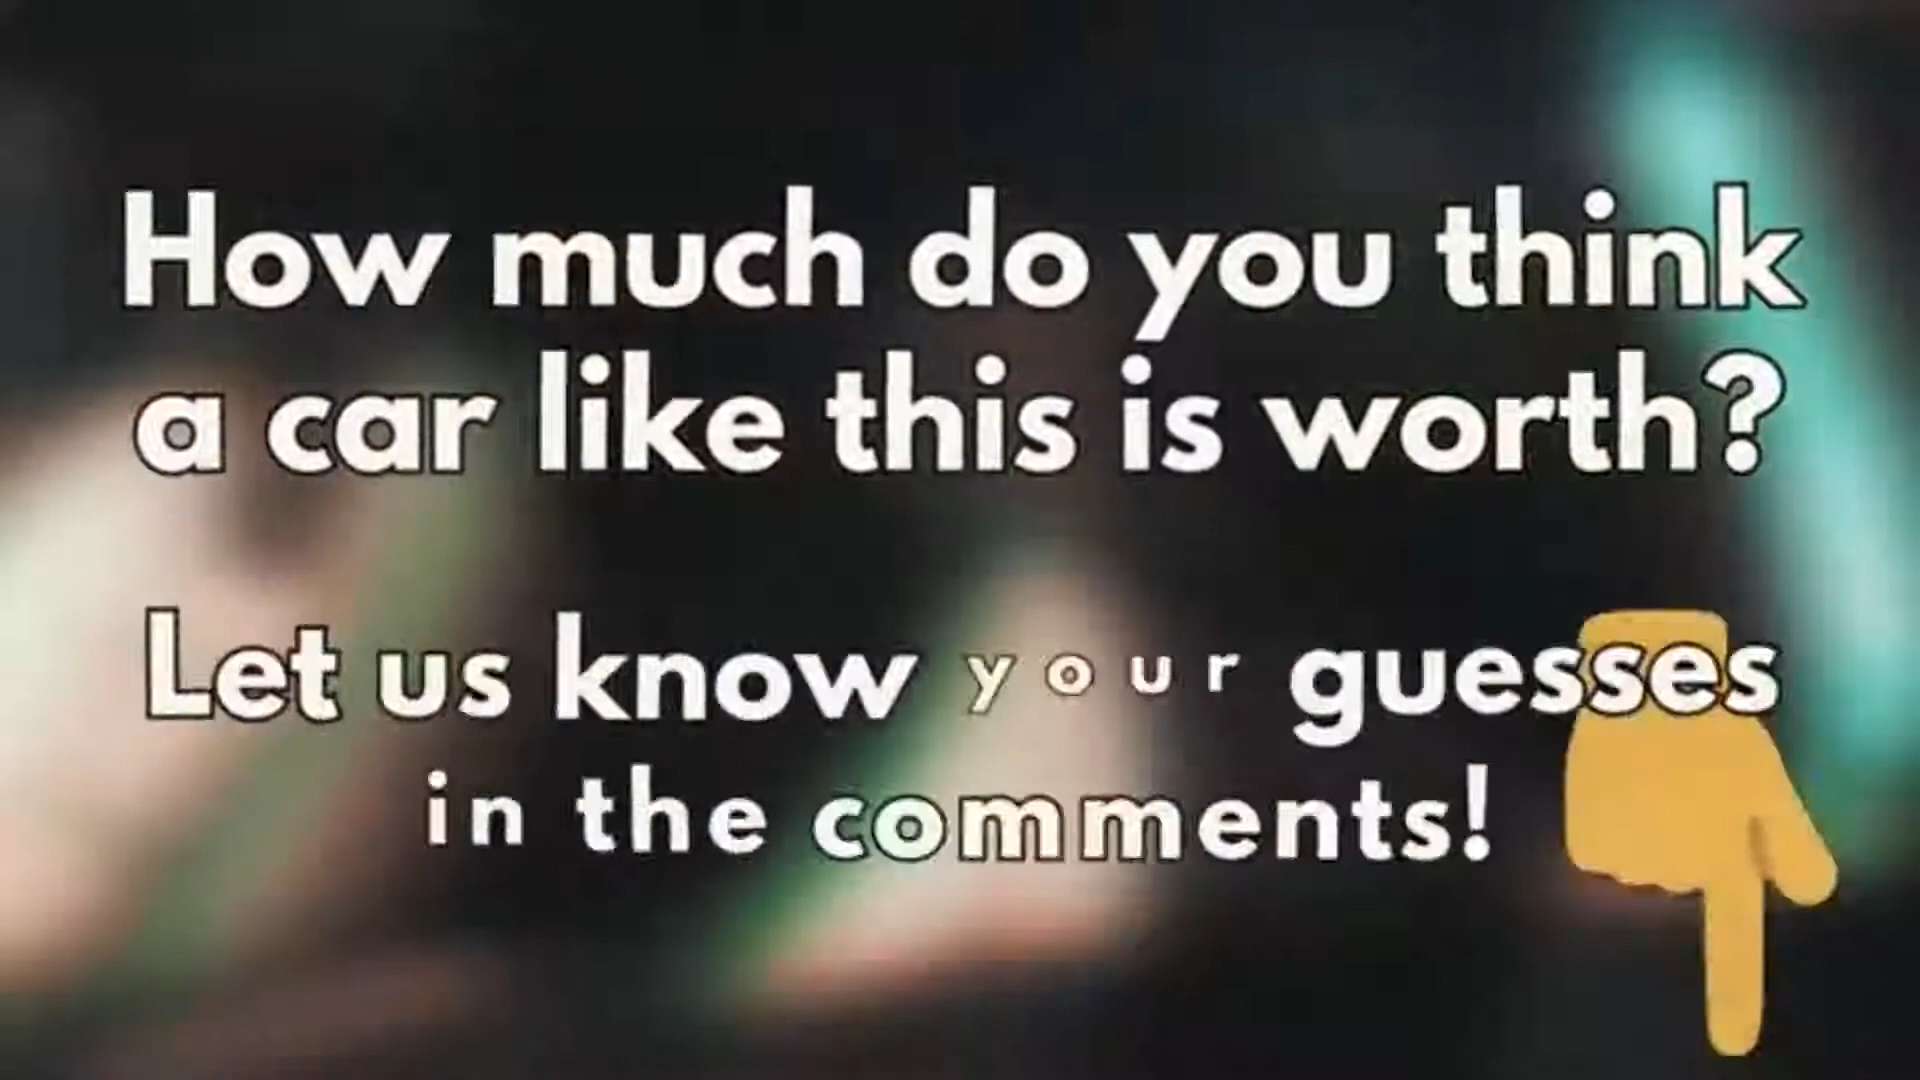 How much do you think
a car like this is worth?
Let us know your guesses
in the comments!